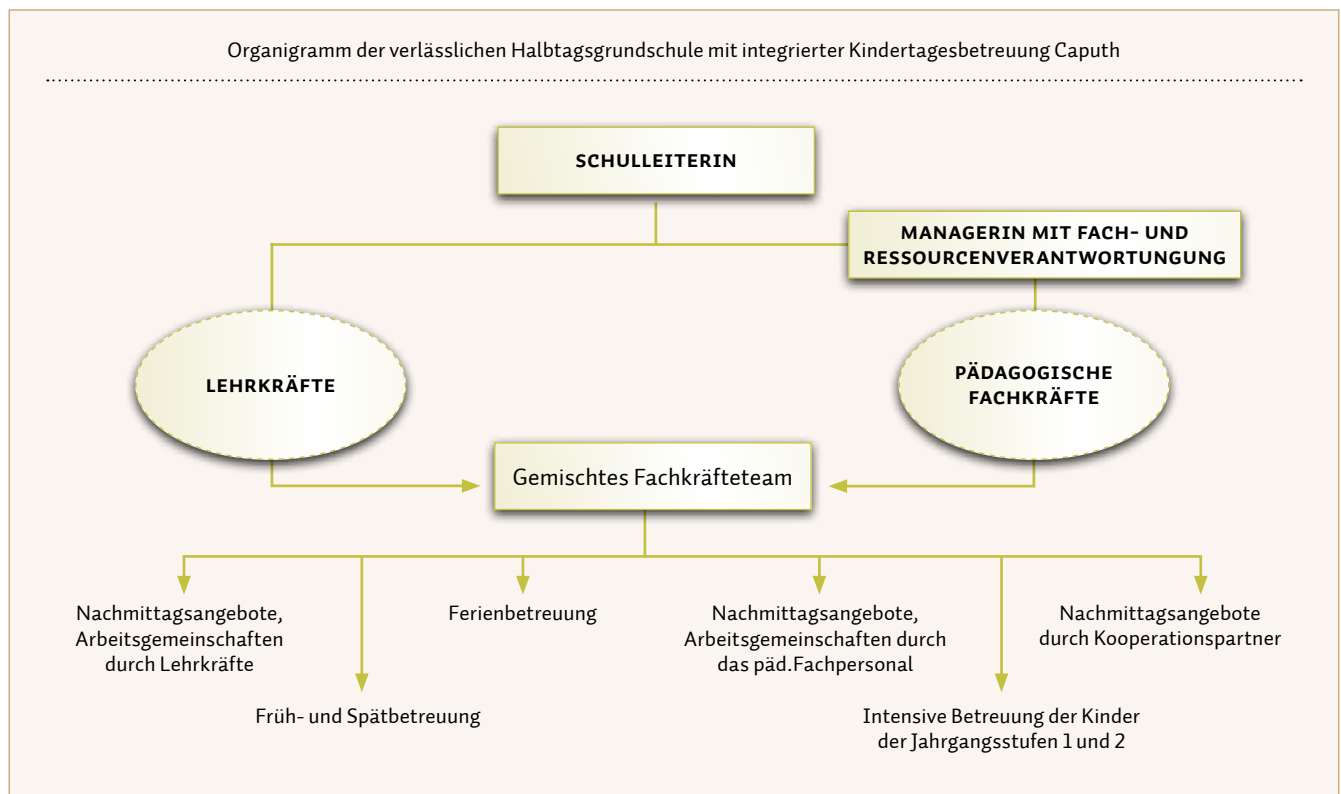 Organigramm der verlässlichen Halbtagsgrundschule mit integrierter Kindertagesbetreuung Caputh
SCHULLEITERIN
MANAGERIN MIT FACH- UND
RESSOURCENVERANTWORTUNGUNG
LEHRKRÄFTE
PÄDAGOGISCHE
FACHKRÄFTE
Gemischtes Fachkräfteteam
Nachmittagsangebote,
Arbeitsgemeinschaften
durch Lehrkräfte
Ferienbetreuung
Nachmittagsangebote,
Arbeitsgemeinschaften durch
das päd.Fachpersonal
Nachmittagsangebote
durch Kooperationspartner
Früh- und Spätbetreuung
Intensive Betreuung der Kinder
der Jahrgangsstufen 1 und 2